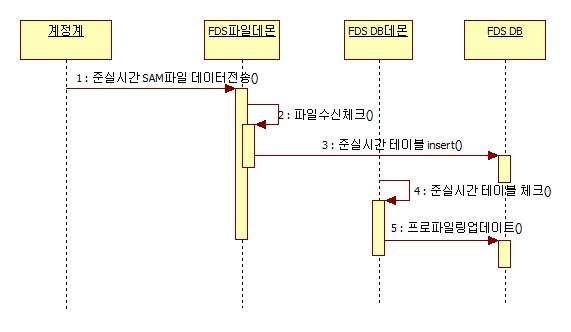 계정계
FDS파일데몬
FDS DB데몬
FDS DB
1 : 준실시간 SAM파일 데이터전송()
2 : 파일수신체크()
3 : 준실시간 테이블 insert()
4 : 준실시간 테이블 체크()
5 : 프로파일링업데이트()